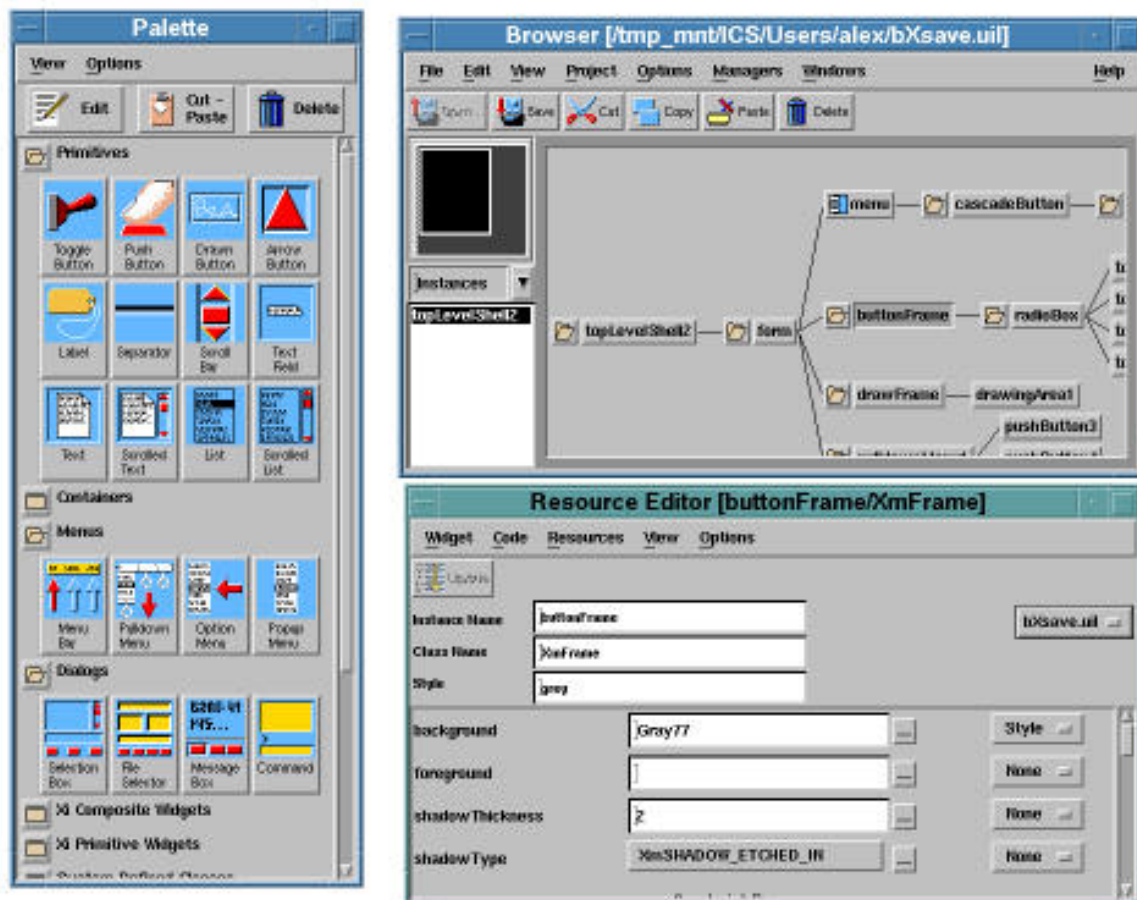 Palette
View Options
Edit
Cut - Paste
Delete
Primitives
Toggle Button
Push Button
Drawn Button
Arrow Button
Label
Separator
Scroll Bar
Text Field
Text
Scrolled Text
List
Scrolled List
Containers
Menus
Menu Bar
Pulldown Menu
Option Menu
Popup Menu
Dialogs
Selection Box
File Selector
Message Box
Command
Xi Composite Widgets
Xi Primitive Widgets
Browser [/tmp_mnt/ICS/Users/alex/bXsave.uil]
File Edit View Project Options Managers Windows Help
Open... Save Cut Copy Paste Delete
Instances
topLevelShell2
menu cascadeButton
topLevelShell2 form buttonFrame radioBox
drawFrame drawingArea1
pushButton3
Resource Editor [buttonFrame/XmFrame]
Widget Code Resources View Options
Update
Instance Name buttonFrame bXsave.uil
Class Name XmFrame
Style grey
background Gray77 ... Style
foreground ... None
shadowThickness 2 ... None
shadowType XmSHADOW_ETCHED_IN ... None